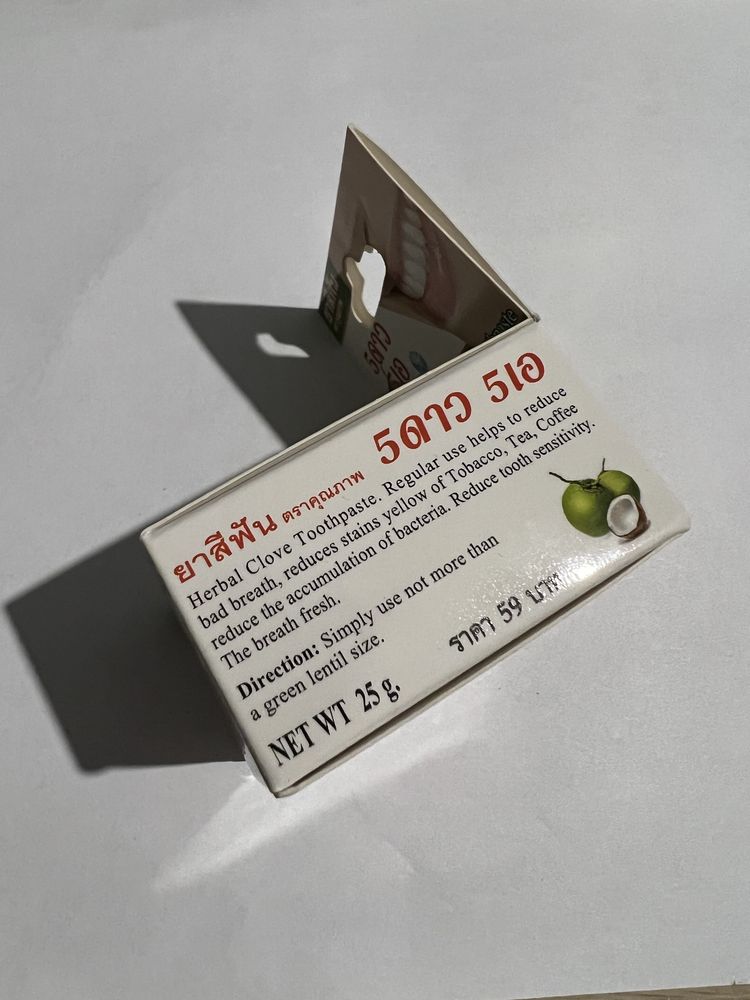 ยาสีฟัน ตราคุณภาพ 5ดาว 5เอ
Herbal Clove Toothpaste. Regular use helps to reduce
bad breath, reduces stains yellow of Tobacco, Tea, Coffee
reduce the accumulation of bacteria. Reduce tooth sensitivity.
The breath fresh.
Direction: Simply use not more than
a green lentil size.
NET WT 25 g.
ราคา 59 บาท